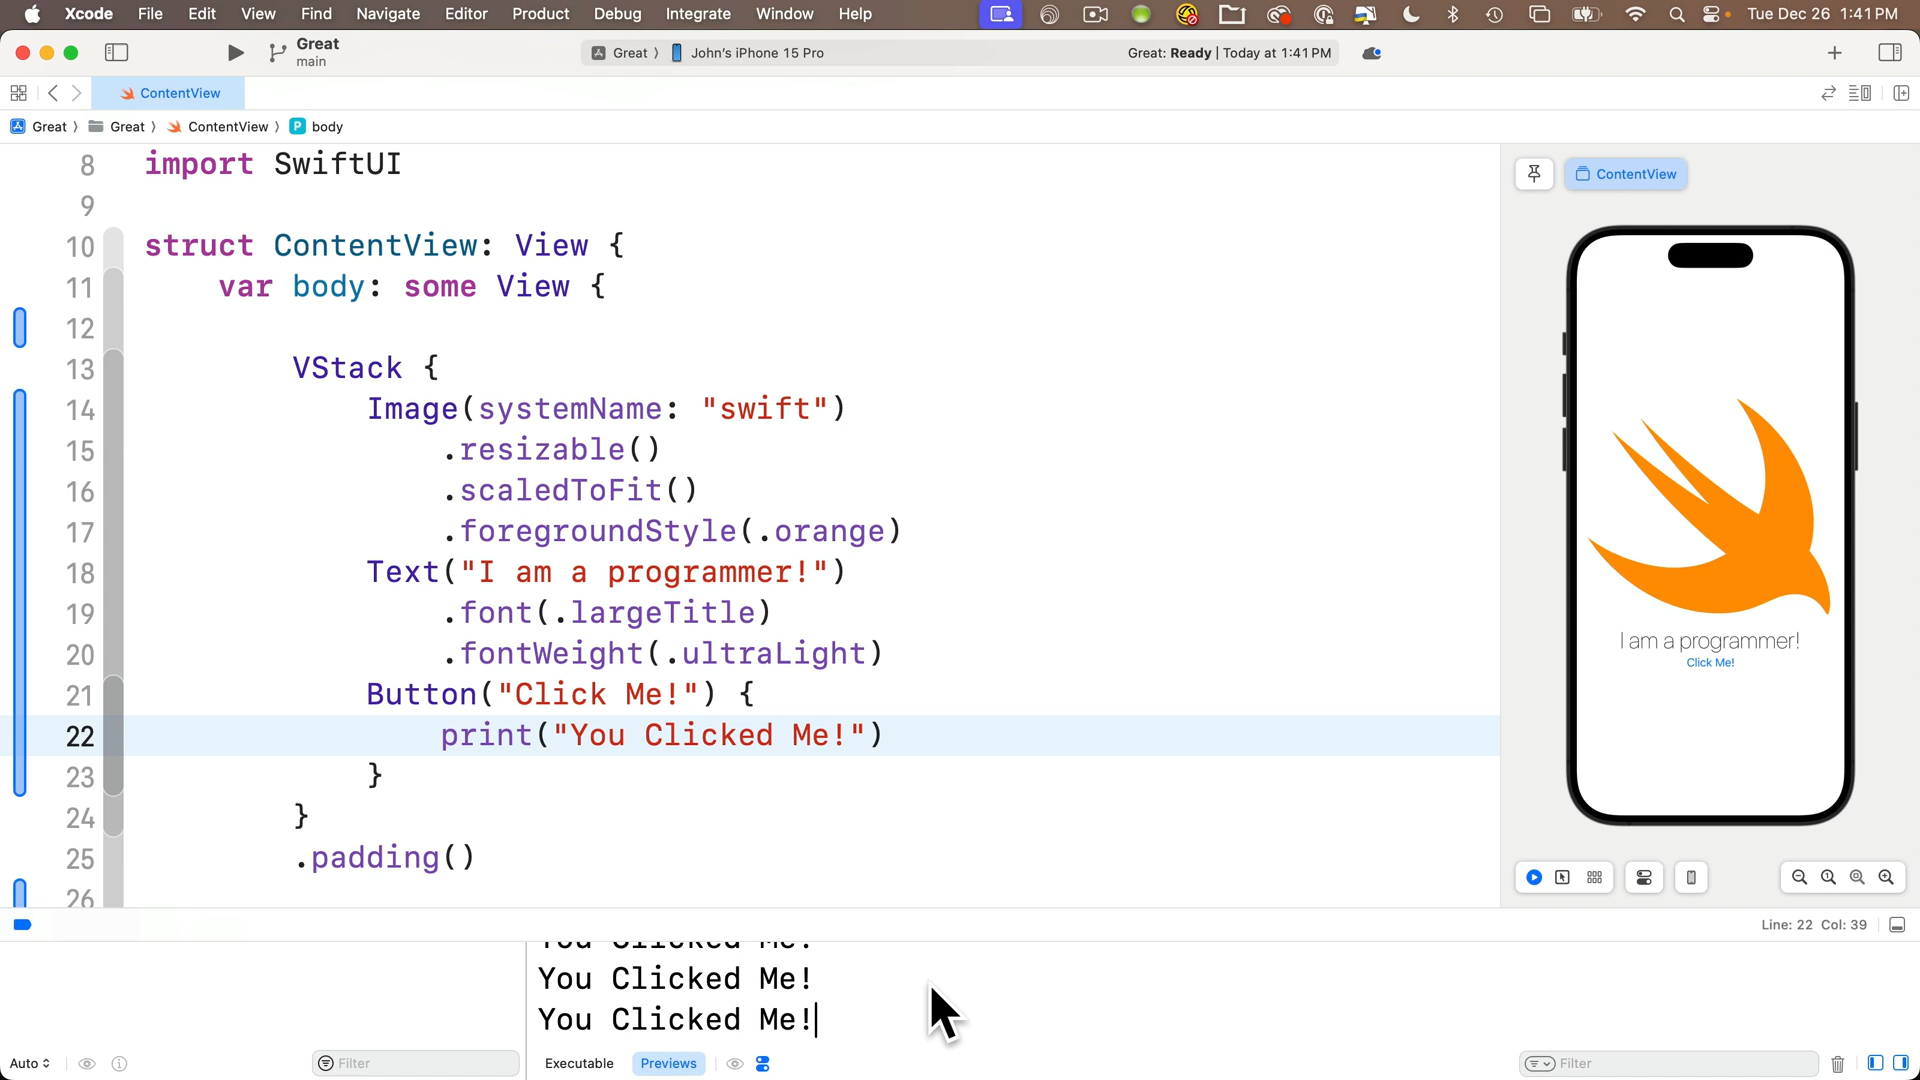 Xcode File Edit View Find Navigate Editor Product Debug Integrate Window Help Tue Dec 26 1:41 PM
Great
main
Great ⟩ John's iPhone 15 Pro
Great: Ready | Today at 1:41 PM
ContentView
Great ⟩ Great ⟩ ContentView ⟩ P body
8 import SwiftUI
9
10 struct ContentView: View {
11 var body: some View {
12
13 VStack {
14 Image(systemName: "swift")
15 .resizable()
16 .scaledToFit()
17 .foregroundStyle(.orange)
18 Text("I am a programmer!")
19 .font(.largeTitle)
20 .fontWeight(.ultraLight)
21 Button("Click Me!") {
22 print("You Clicked Me!")
23 }
24 }
25 .padding()
26
ContentView
I am a programmer!
Click Me!
Line: 22 Col: 39
You Clicked Me!
You Clicked Me!
You Clicked Me!
Auto
Filter
Executable Previews
Filter